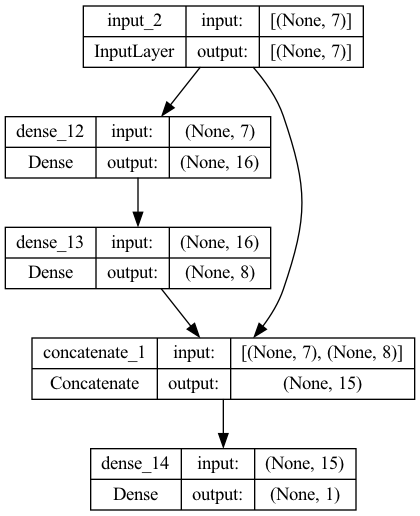 input_2 input: [(None, 7)]
InputLayer output: [(None, 7)]
dense_12 input: (None, 7)
Dense output: (None, 16)
dense_13 input: (None, 16)
Dense output: (None, 8)
concatenate_1 input: [(None, 7), (None, 8)]
Concatenate output: (None, 15)
dense_14 input: (None, 15)
Dense output: (None, 1)